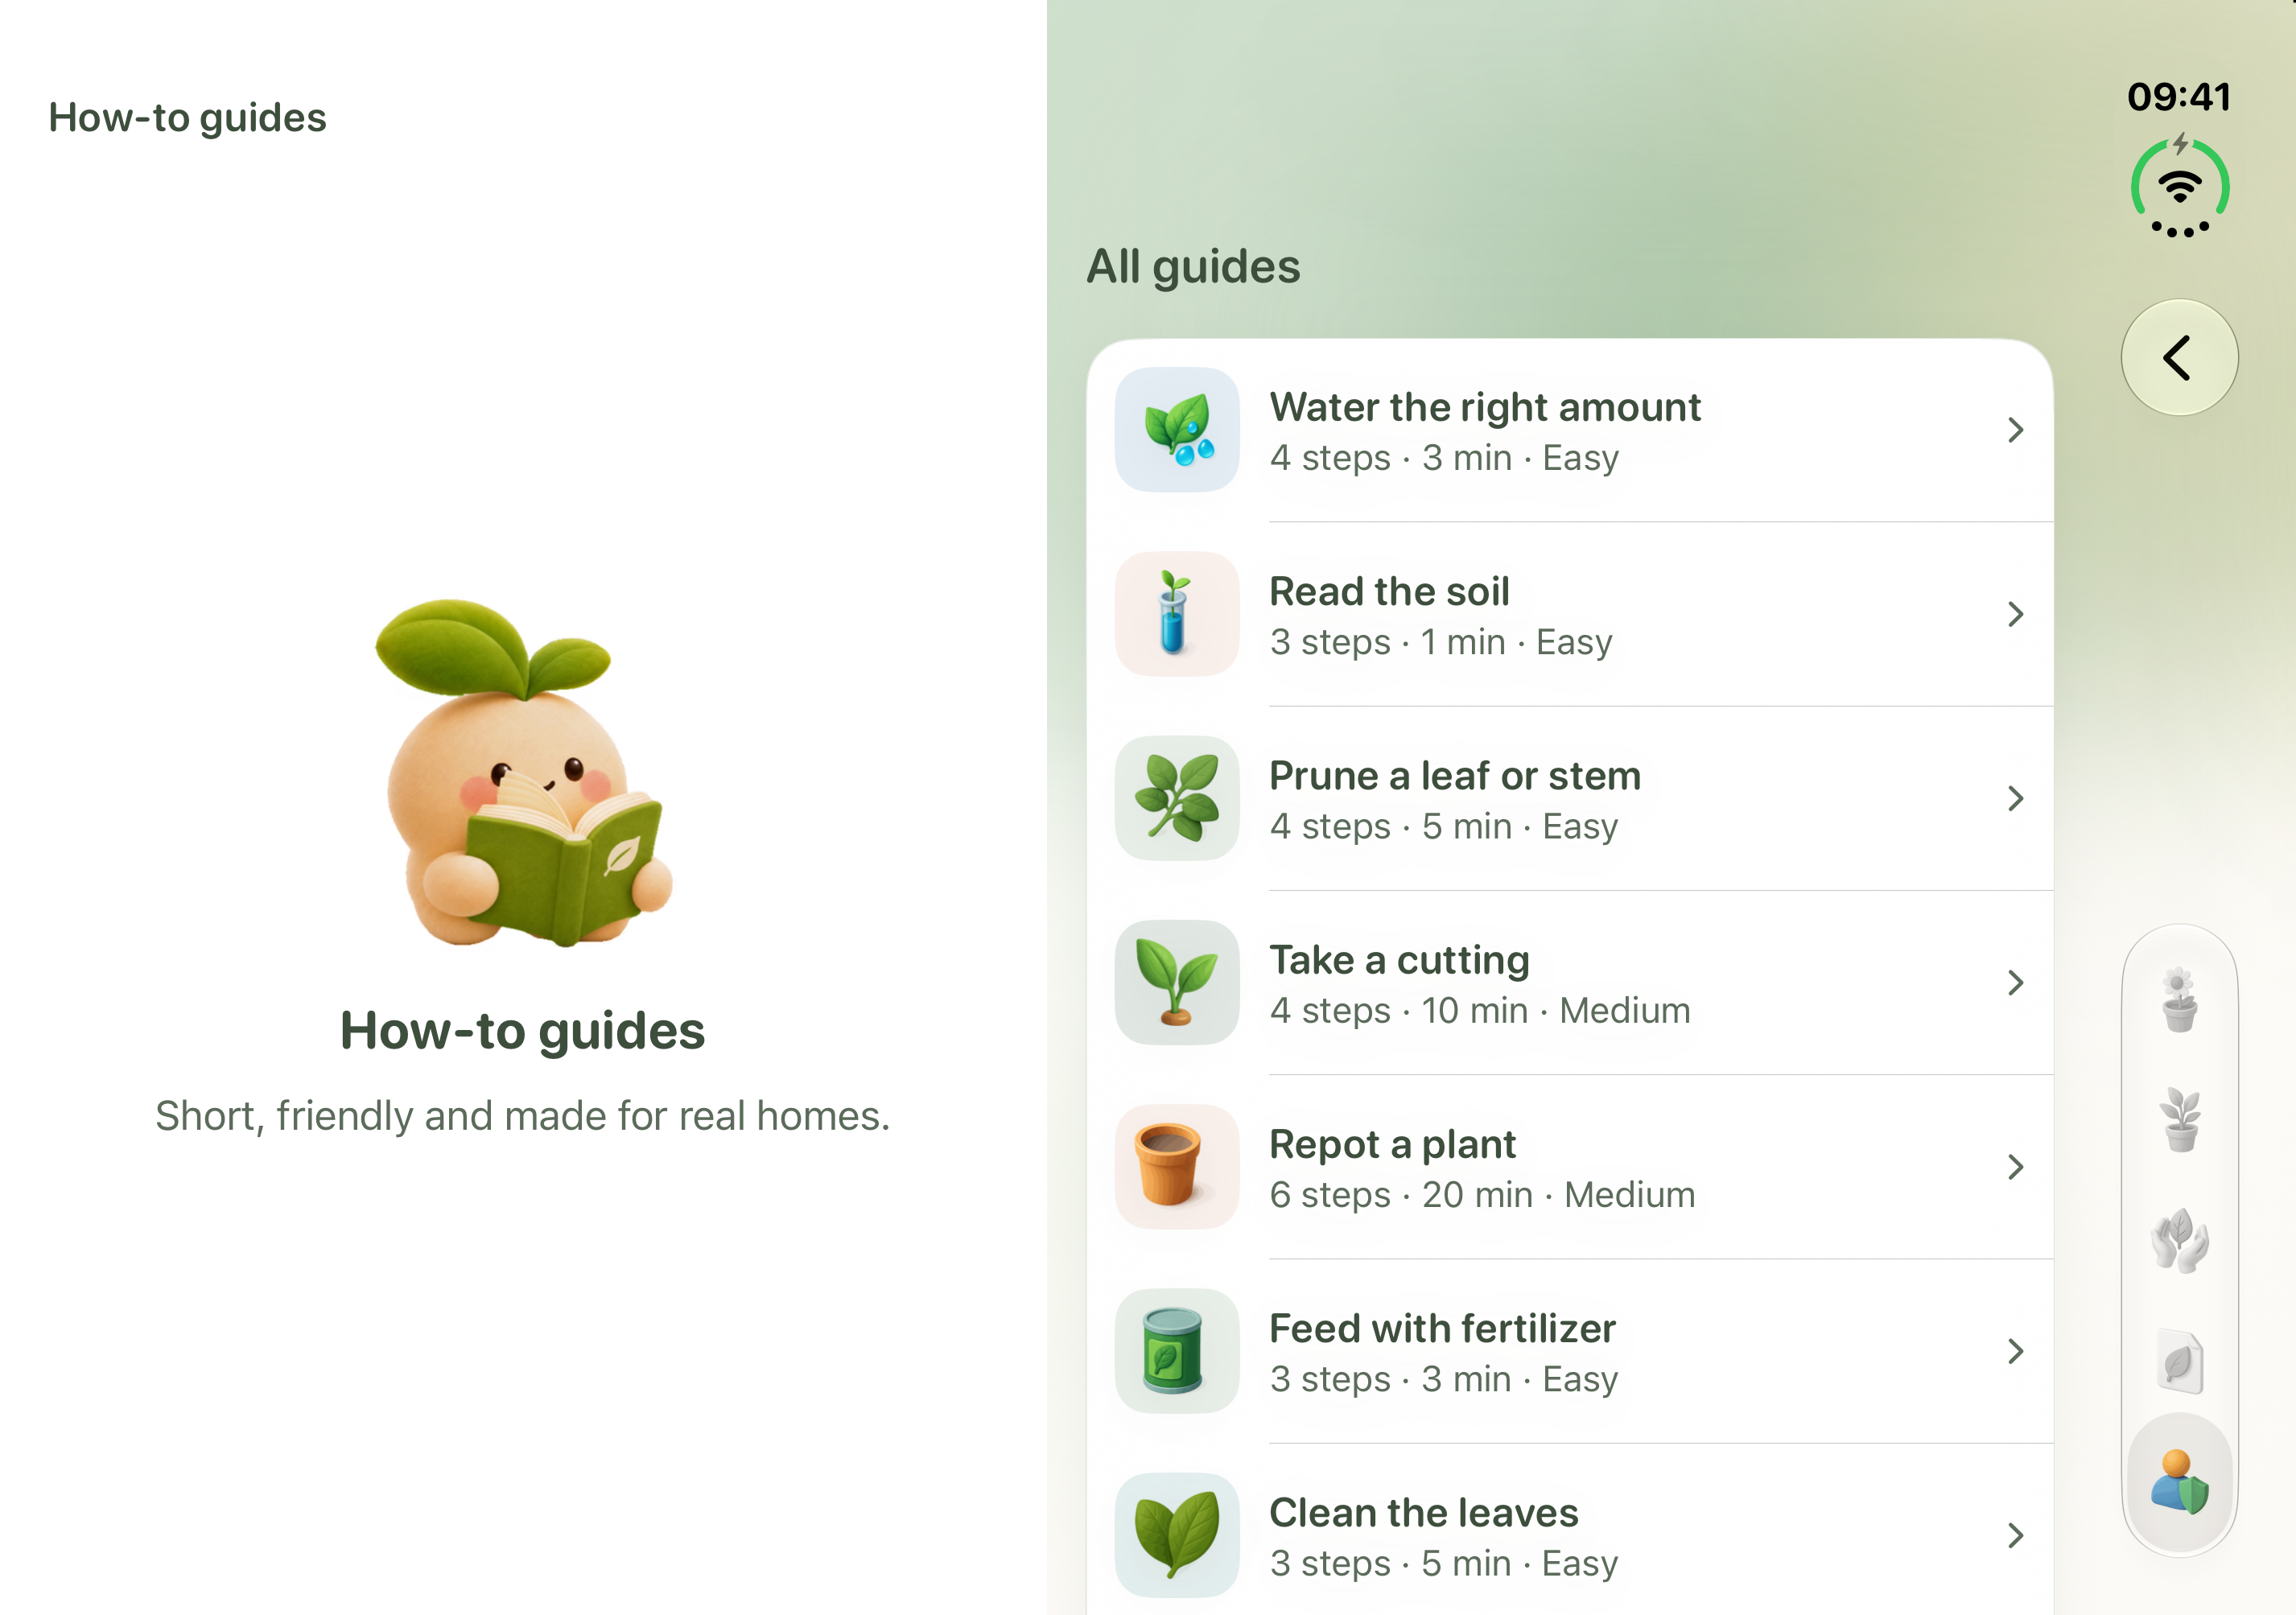 How-to guides
How-to guides
Short, friendly and made for real homes.
09:41
All guides
Water the right amount
4 steps · 3 min · Easy
Read the soil
3 steps · 1 min · Easy
Prune a leaf or stem
4 steps · 5 min · Easy
Take a cutting
4 steps · 10 min · Medium
Repot a plant
6 steps · 20 min · Medium
Feed with fertilizer
3 steps · 3 min · Easy
Clean the leaves
3 steps · 5 min · Easy